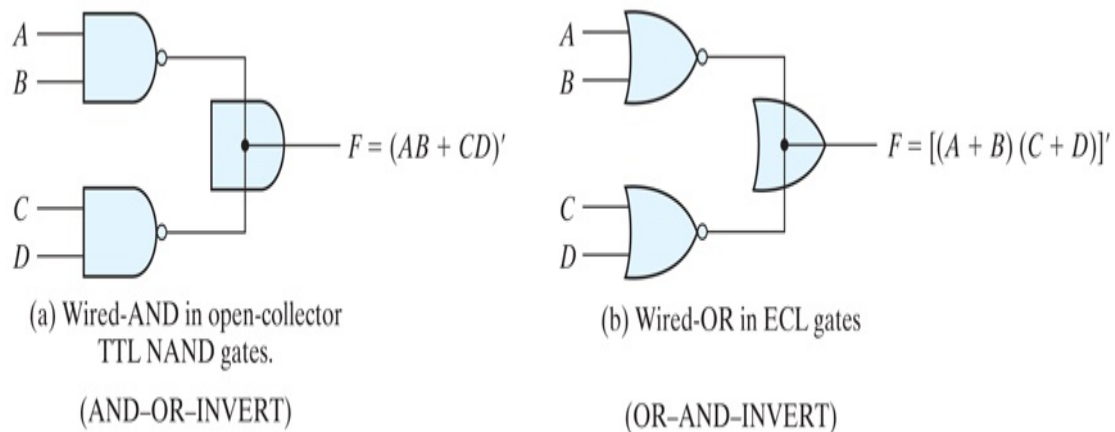 A
B
C
D
F = (AB + CD)′
(a) Wired-AND in open-collector
TTL NAND gates.
(AND–OR–INVERT)
A
B
C
D
F = [(A + B) (C + D)]′
(b) Wired-OR in ECL gates
(OR–AND–INVERT)